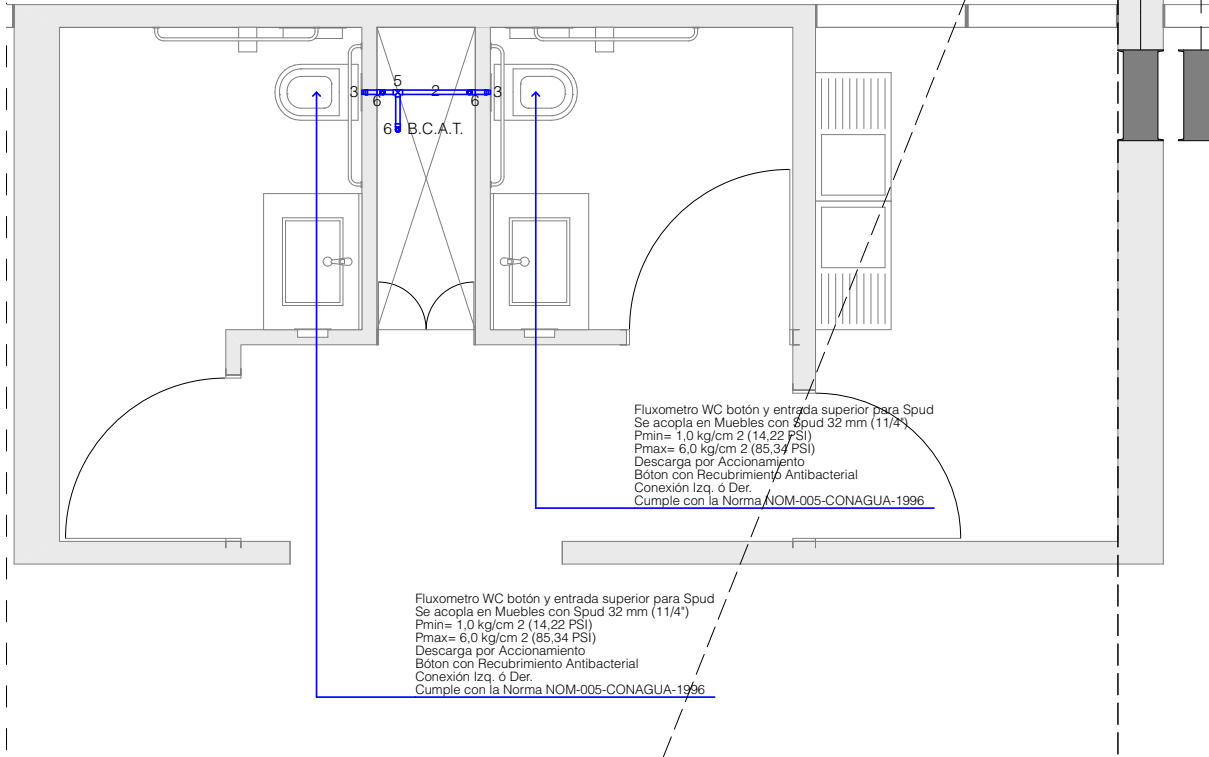 5
3
2
3
6
6
6
B.C.A.T.
Fluxometro WC botón y entrada superior para Spud
Se acopla en Muebles con Spud 32 mm (11/4")
Pmin= 1,0 kg/cm 2 (14,22 PSI)
Pmax= 6,0 kg/cm 2 (85,34 PSI)
Descarga por Accionamiento
Bóton con Recubrimiento Antibacterial
Conexión Izq. ó Der.
Cumple con la Norma NOM-005-CONAGUA-1996
Fluxometro WC botón y entrada superior para Spud
Se acopla en Muebles con Spud 32 mm (11/4")
Pmin= 1,0 kg/cm 2 (14,22 PSI)
Pmax= 6,0 kg/cm 2 (85,34 PSI)
Descarga por Accionamiento
Bóton con Recubrimiento Antibacterial
Conexión Izq. ó Der.
Cumple con la Norma NOM-005-CONAGUA-1996